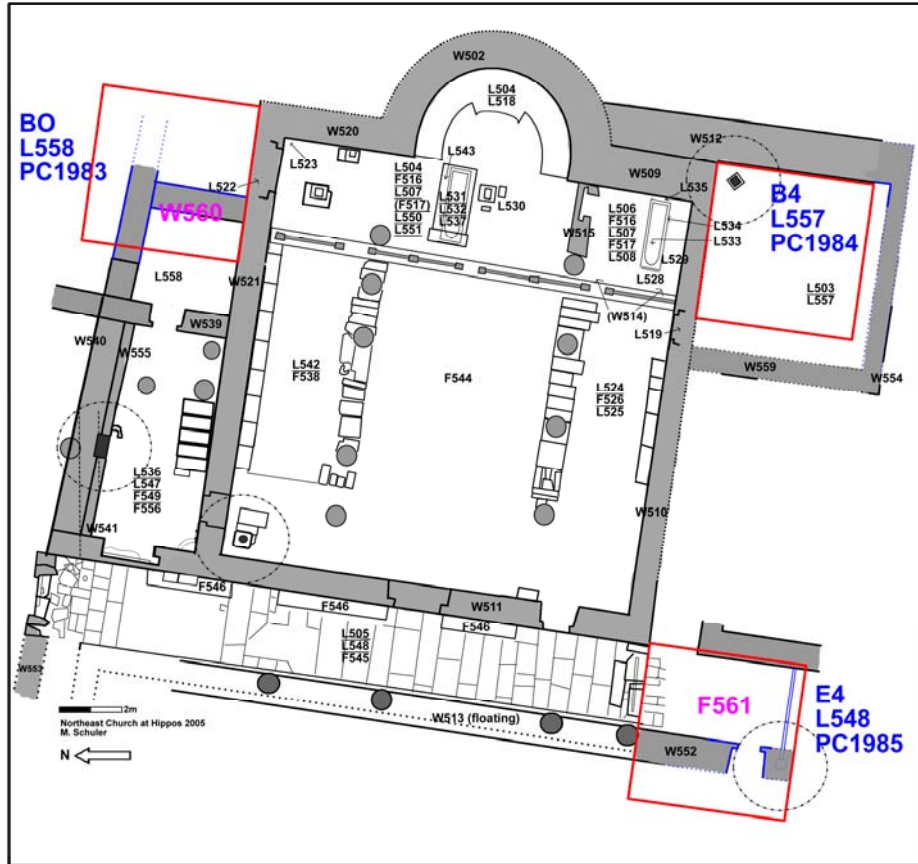 W502
BO
L558
PC1983
W520
L504
L518
W512
L523
L543
L504
F516
L507
(F517)
L550
L551
L531
L532
L537
L530
W509
L535
B4
L557
PC1984
L522
W560
L506
F516
L507
F517
L508
W515
L534
L533
L529
L528
L503
L557
L558
W521
(W514)
L519
W539
W540
W555
L542
F538
F544
L524
F526
L525
W559
W554
L536
L547
F549
F556
W510
W541
F546
F546
W511
F546
L505
L548
F545
W553
2m
Northeast Church at Hippos 2005
M. Schuler
N
W513 (floating)
F561
W552
E4
L548
PC1985